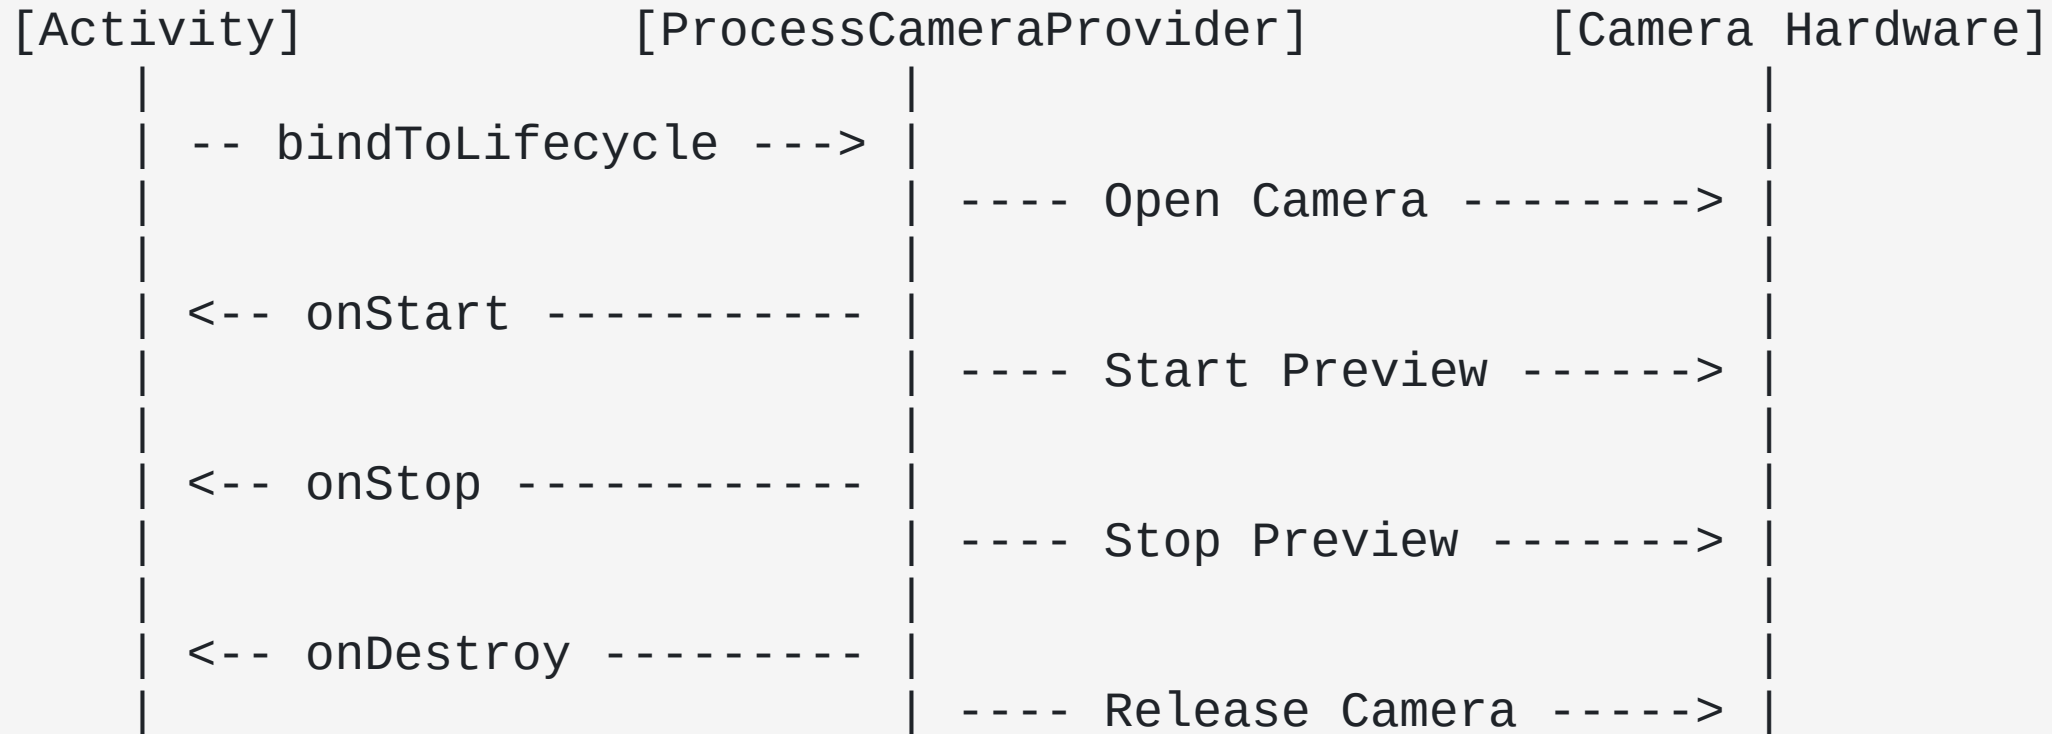 [Activity]           [ProcessCameraProvider]        [Camera Hardware]
    |                         |                            |
    | -- bindToLifecycle ---> |                            |
    |                         | ---- Open Camera --------> |
    |                         |                            |
    | <-- onStart ----------- |                            |
    |                         | ---- Start Preview ------> |
    |                         |                            |
    | <-- onStop ------------ |                            |
    |                         | ---- Stop Preview -------> |
    |                         |                            |
    | <-- onDestroy --------- |                            |
    |                         | ---- Release Camera -----> |